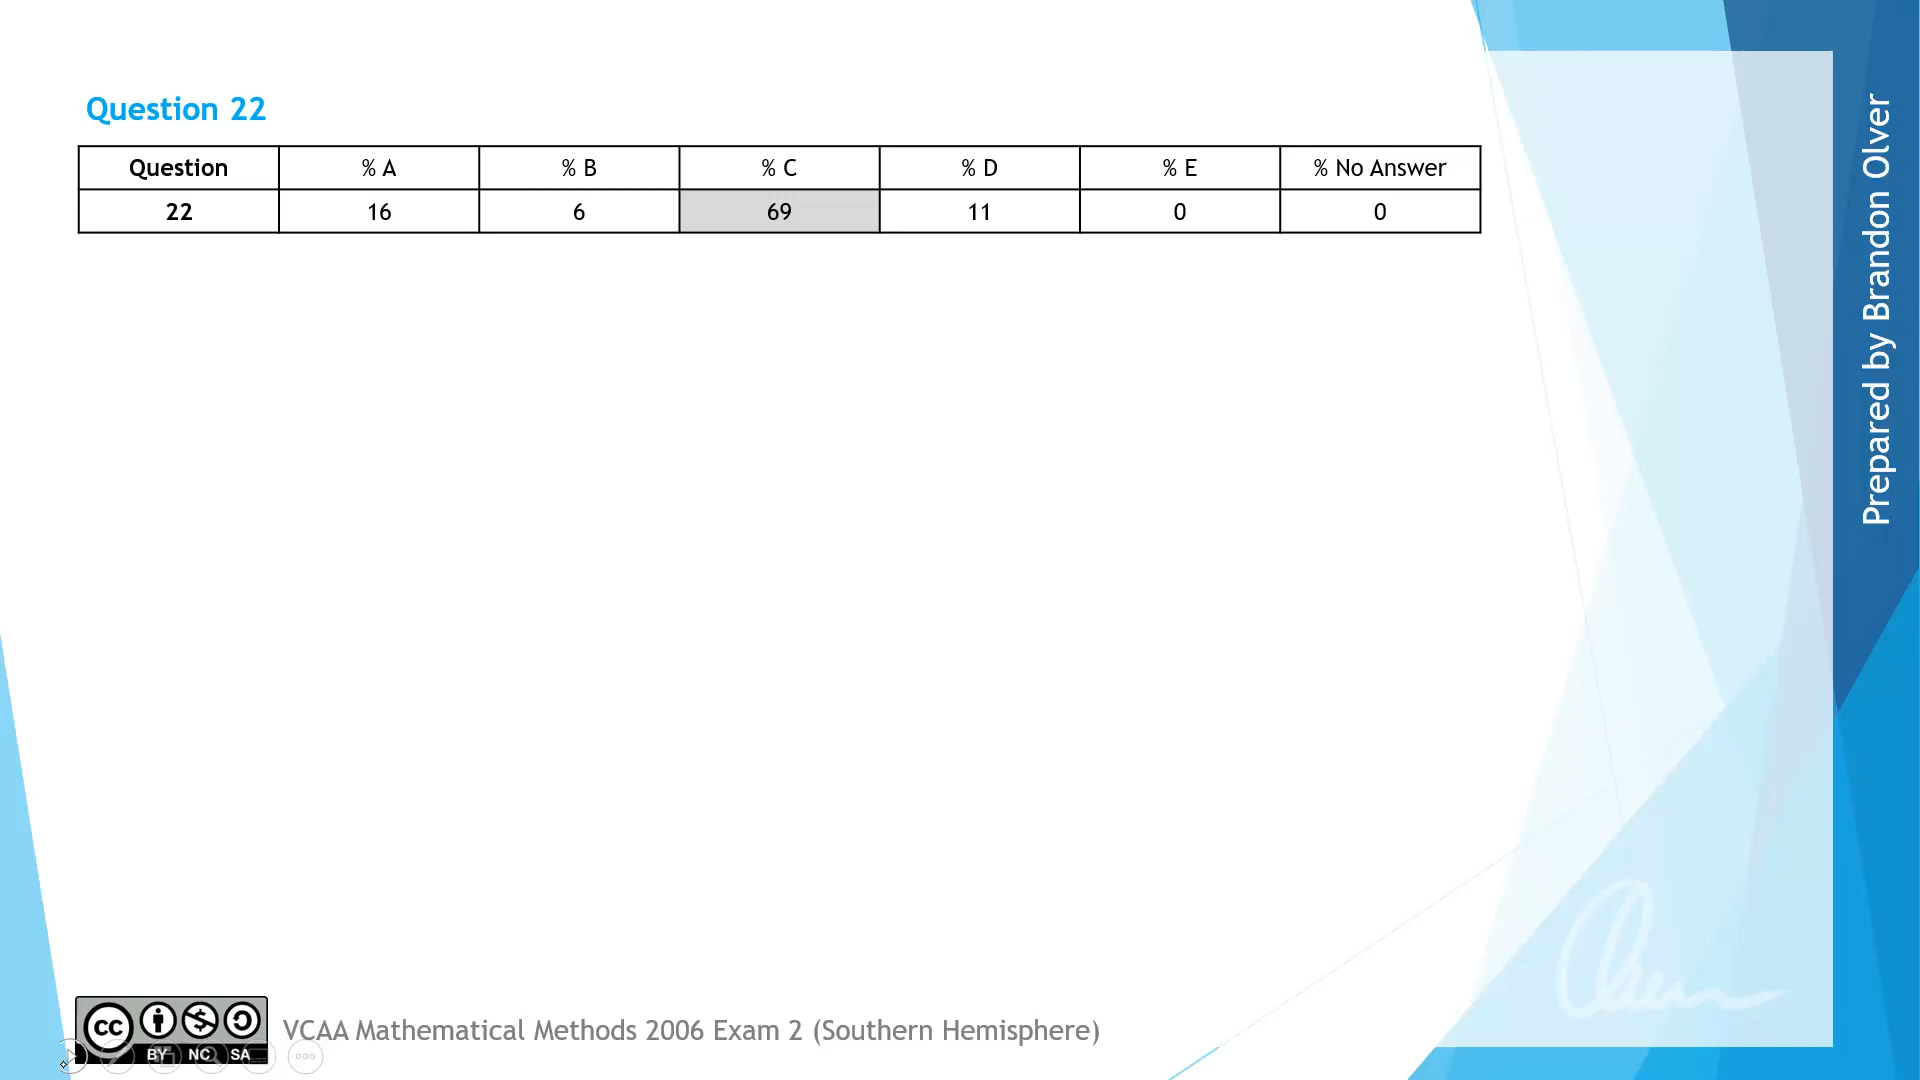 Question 22
Question % A % B % C % D % E % No Answer
22 16 6 69 11 0 0
Prepared by Brandon Olver
cc BY NC SA
VCAA Mathematical Methods 2006 Exam 2 (Southern Hemisphere)